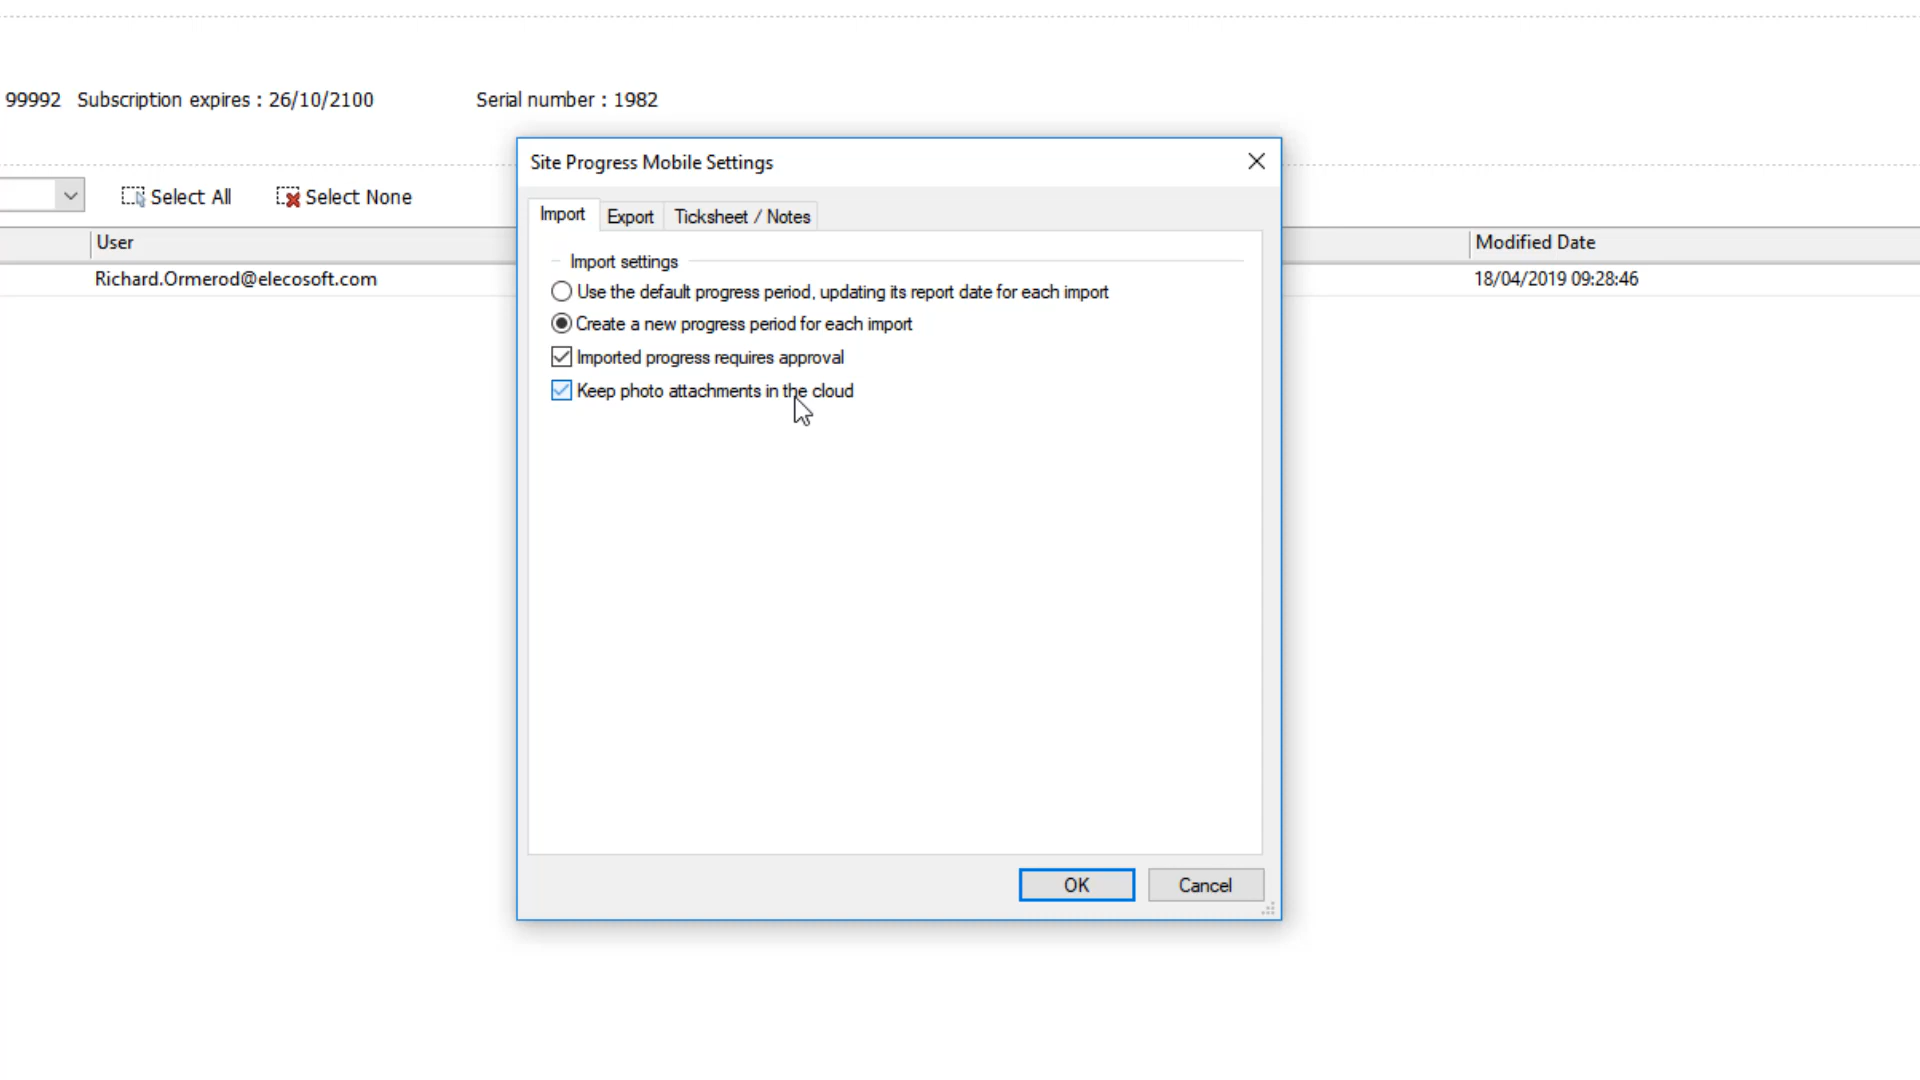 99992 Subscription expires : 26/10/2100 Serial number : 1982
Site Progress Mobile Settings
Select All Select None
Import Export Ticksheet / Notes
User Modified Date
Import settings
Richard.Ormerod@elecosoft.com 18/04/2019 09:28:46
Use the default progress period, updating its report date for each import
Create a new progress period for each import
Imported progress requires approval
Keep photo attachments in the cloud
OK Cancel